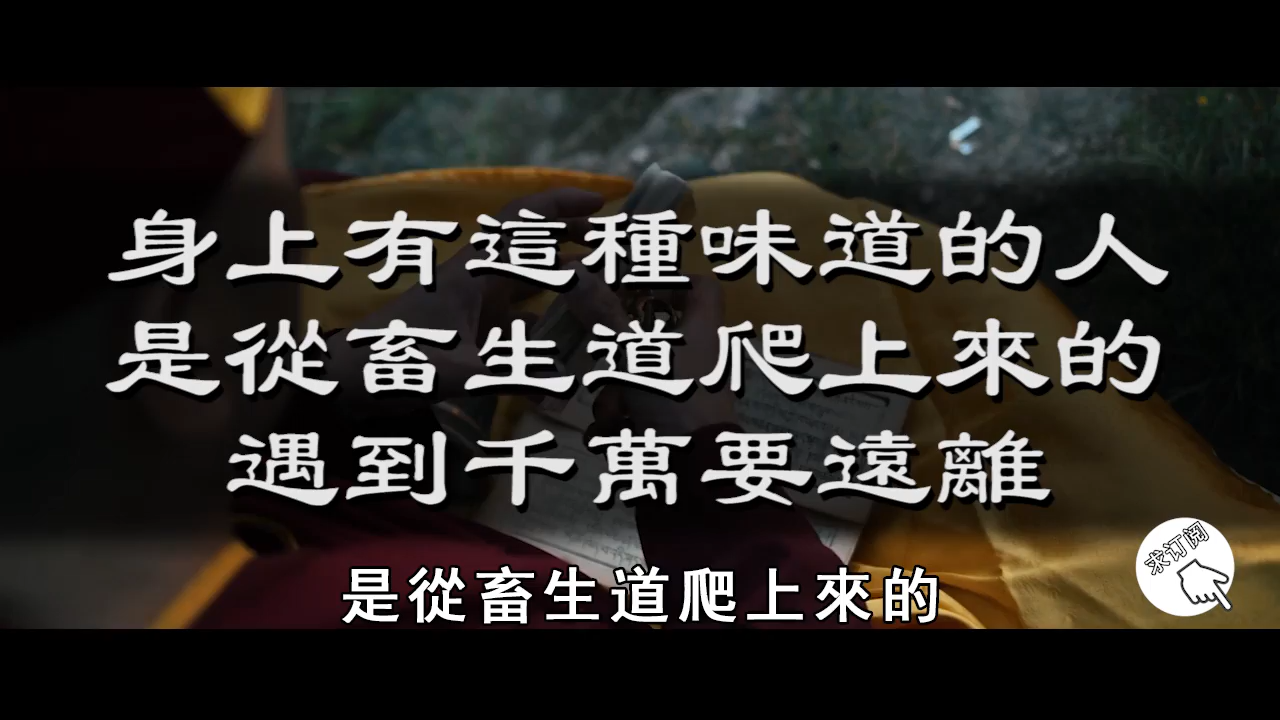 身上有這種味道的人
是從畜生道爬上來的
遇到千萬要遠離
求订阅
是從畜生道爬上來的